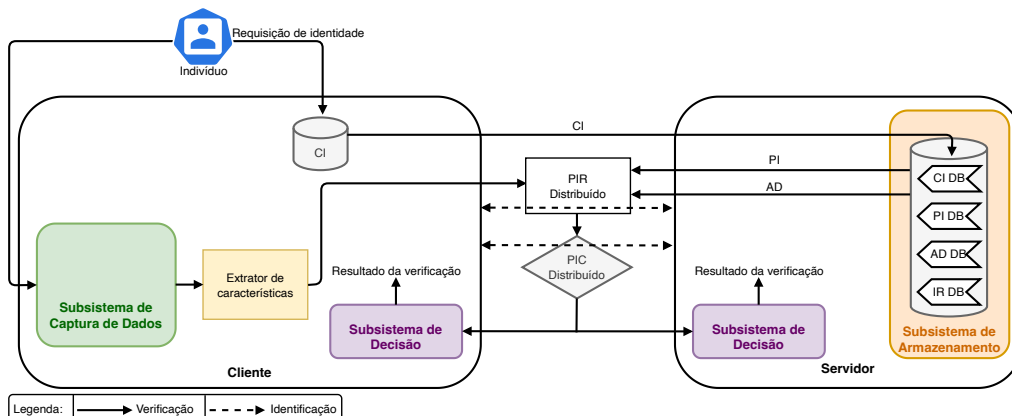 Requisição de identidade
Indivíduo
CI
CI
PI
AD
PIR
Distribuído
PIC
Distribuído
Extrator de
características
Subsistema de
Captura de Dados
Resultado da verificação
Subsistema de
Decisão
Cliente
Resultado da verificação
Subsistema de
Decisão
Servidor
CI DB
PI DB
AD DB
IR DB
Subsistema de
Armazenamento
Legenda:
Verificação
Identificação